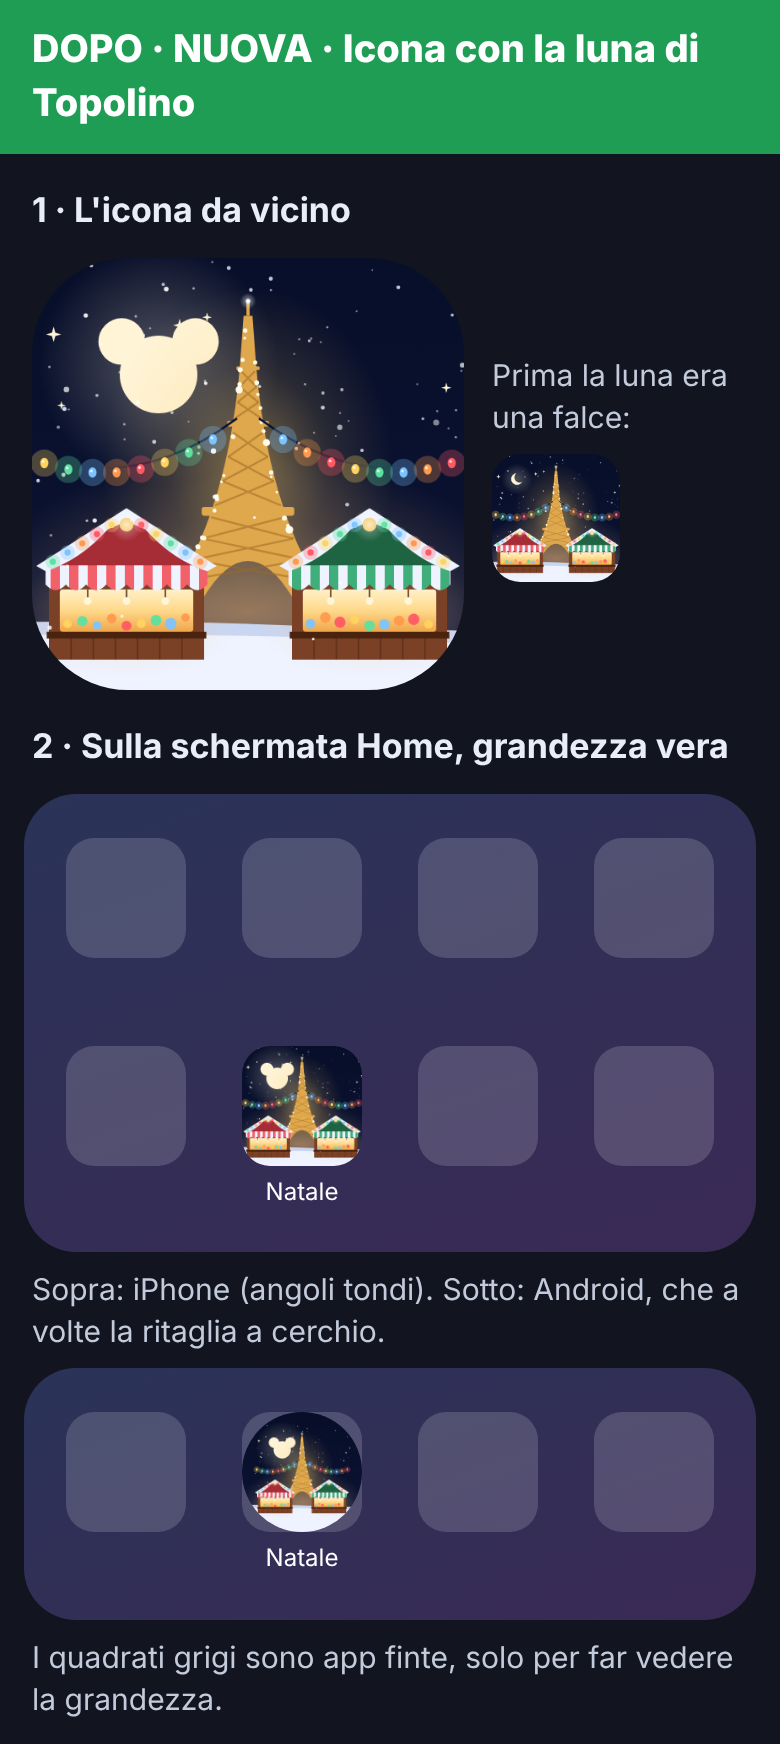 DOPO · NUOVA · Icona con la luna di
Topolino
1 · L'icona da vicino
Prima la luna era
una falce:
2 · Sulla schermata Home, grandezza vera
Natale
Sopra: iPhone (angoli tondi). Sotto: Android, che a
volte la ritaglia a cerchio.
Natale
I quadrati grigi sono app finte, solo per far vedere
la grandezza.